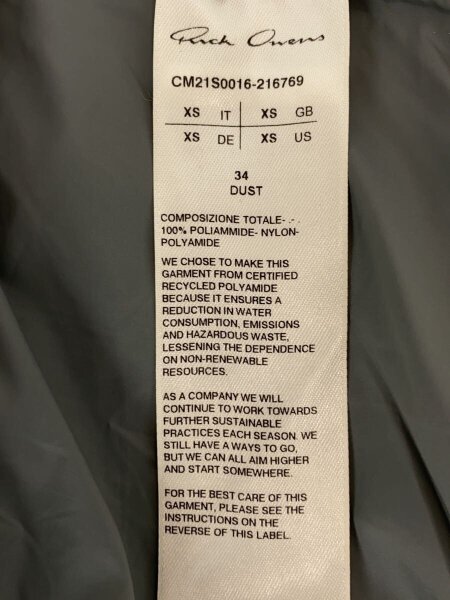 Rick Owens
CM21S0016-216769
XS IT XS GB
XS DE XS US
34
DUST
COMPOSIZIONE TOTALE- .- .
100% POLIAMMIDE- NYLON-
POLYAMIDE
WE CHOSE TO MAKE THIS
GARMENT FROM CERTIFIED
RECYCLED POLYAMIDE
BECAUSE IT ENSURES A
REDUCTION IN WATER
CONSUMPTION, EMISSIONS
AND HAZARDOUS WASTE,
LESSENING THE DEPENDENCE
ON NON-RENEWABLE
RESOURCES.
AS A COMPANY WE WILL
CONTINUE TO WORK TOWARDS
FURTHER SUSTAINABLE
PRACTICES EACH SEASON. WE
STILL HAVE A WAYS TO GO,
BUT WE CAN ALL AIM HIGHER
AND START SOMEWHERE.
FOR THE BEST CARE OF THIS
GARMENT, PLEASE SEE THE
INSTRUCTIONS ON THE
REVERSE OF THIS LABEL.